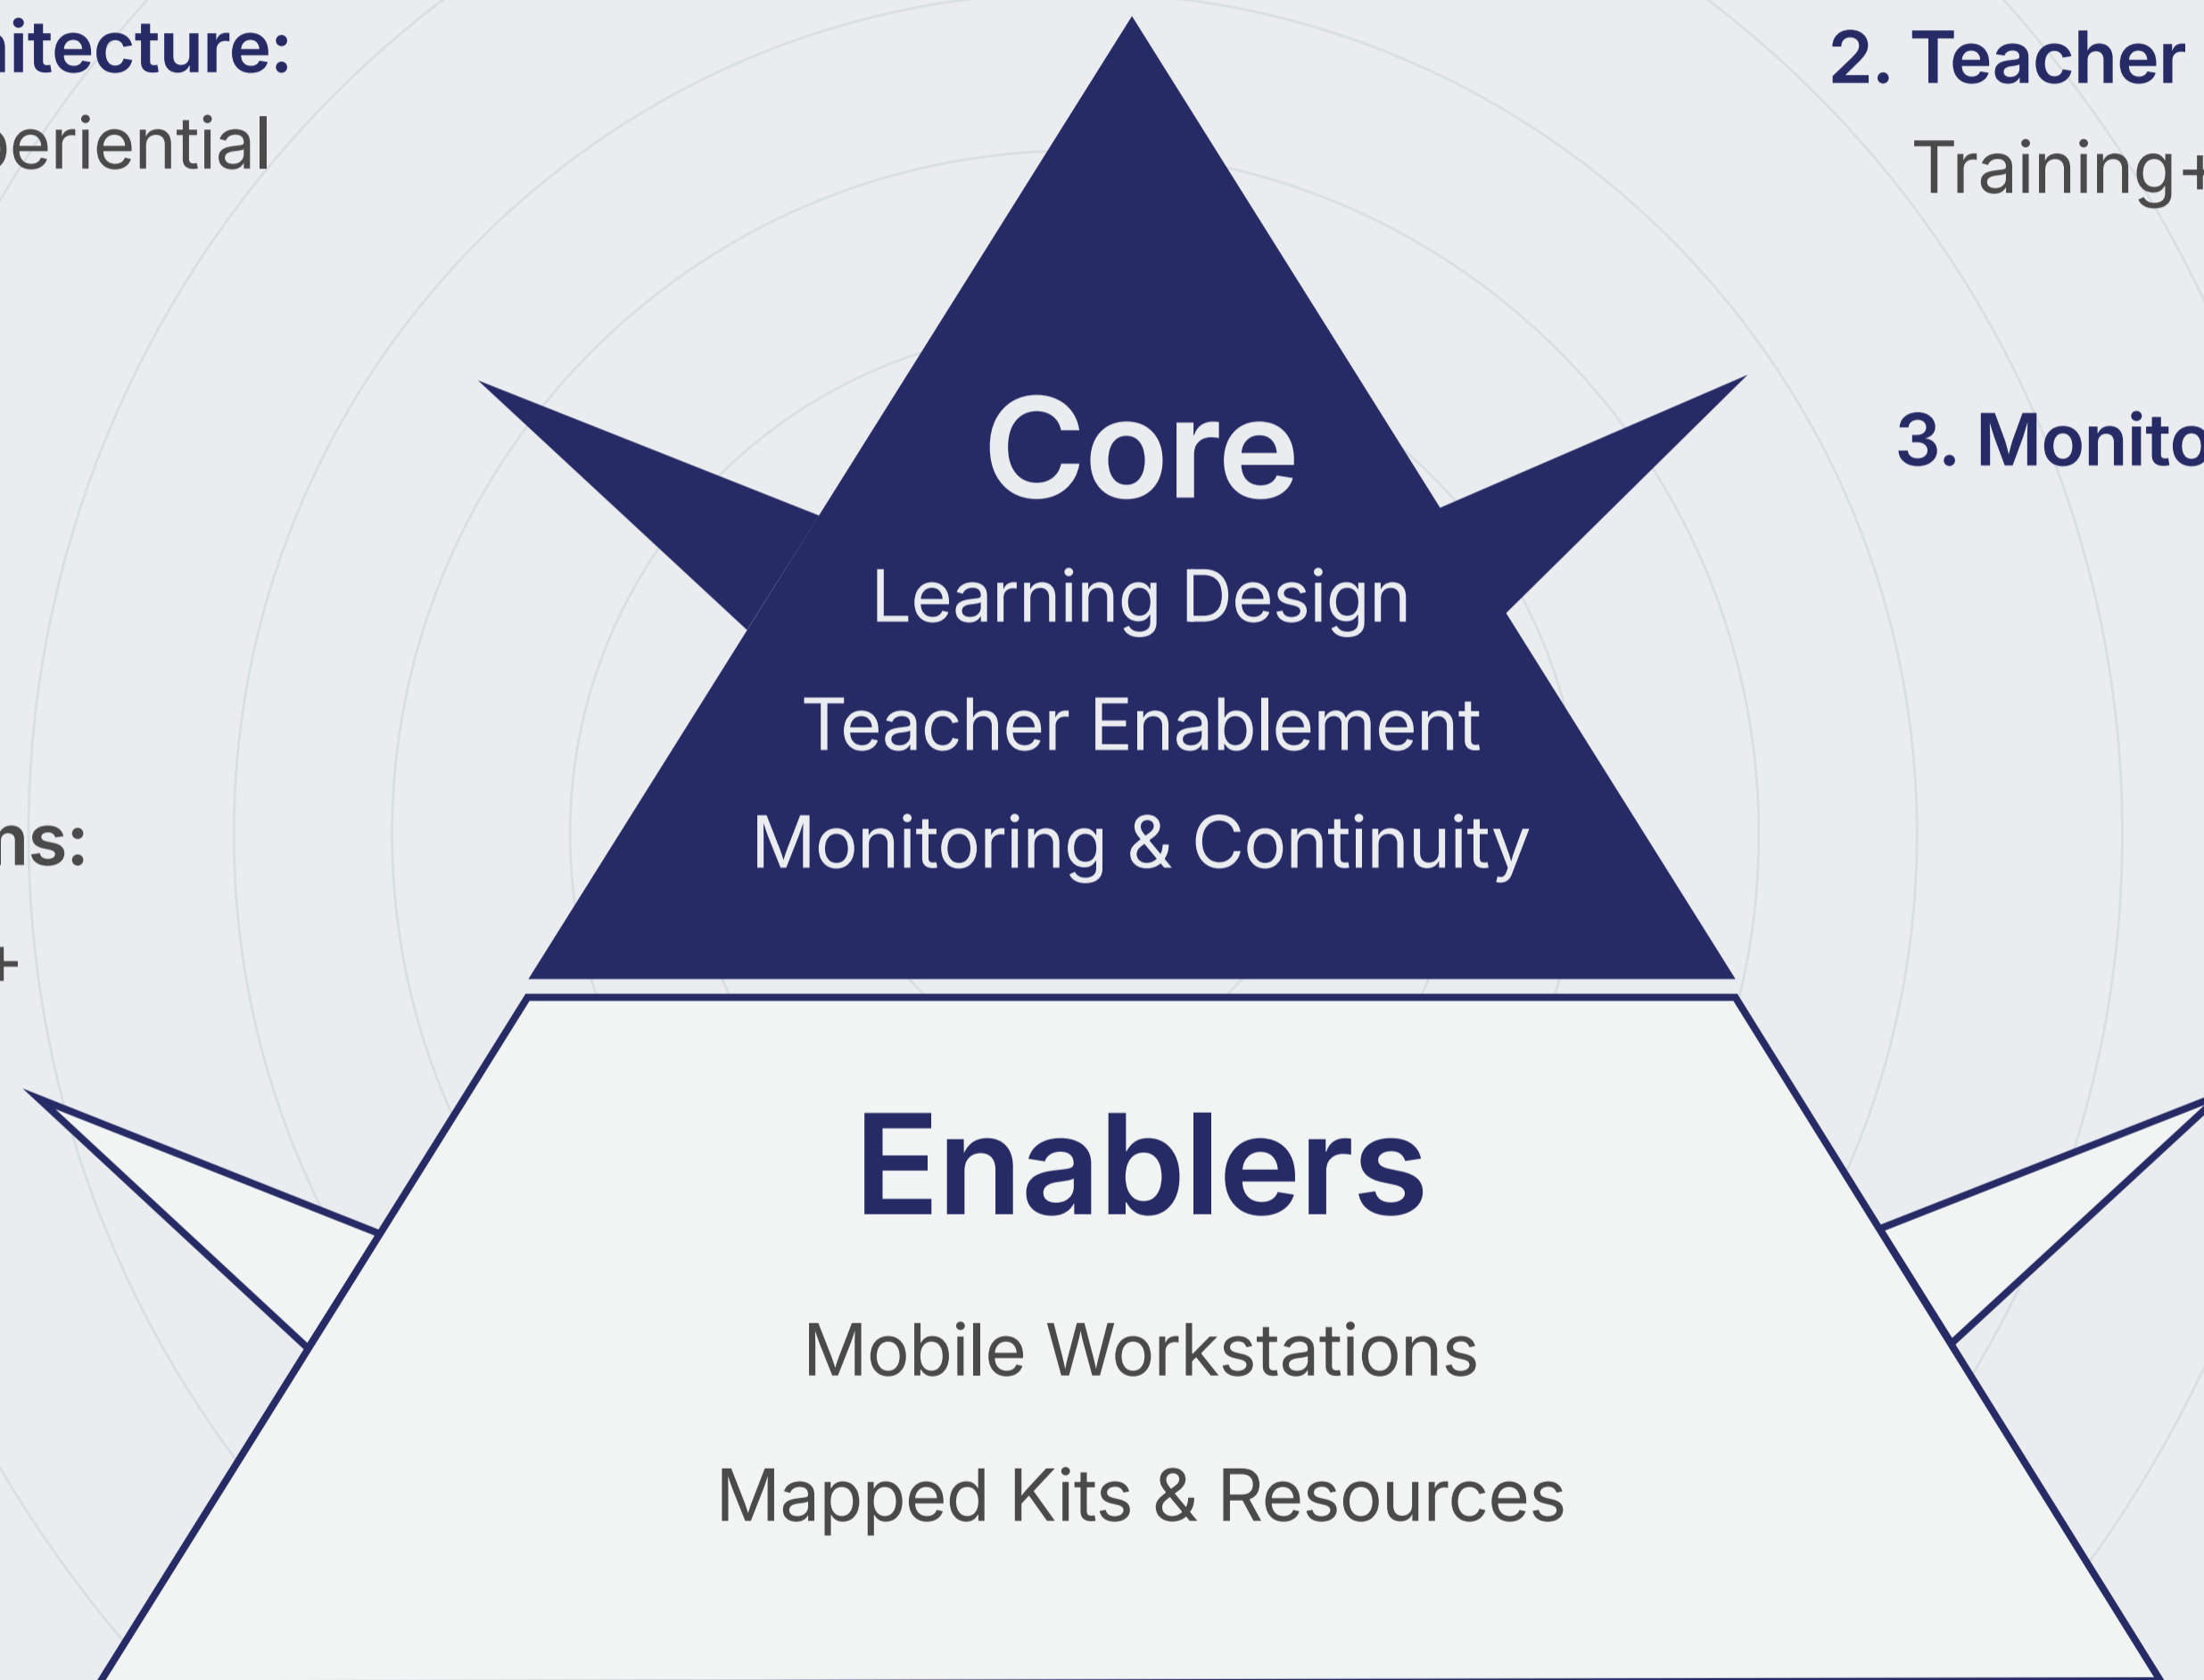 hitecture:
periential
2. Teacher
Training+
3. Monito
Core
Learning Design
Teacher Enablement
Monitoring & Continuity
ns:
+
Enablers
Mobile Workstations
Mapped Kits & Resources